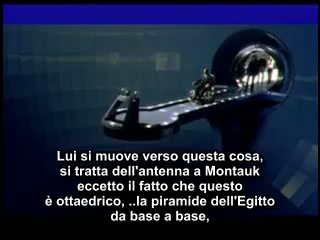 Lui si muove verso questa cosa,
si tratta dell'antenna a Montauk
eccetto il fatto che questo
è ottaedrico, ..la piramide dell'Egitto
da base a base,